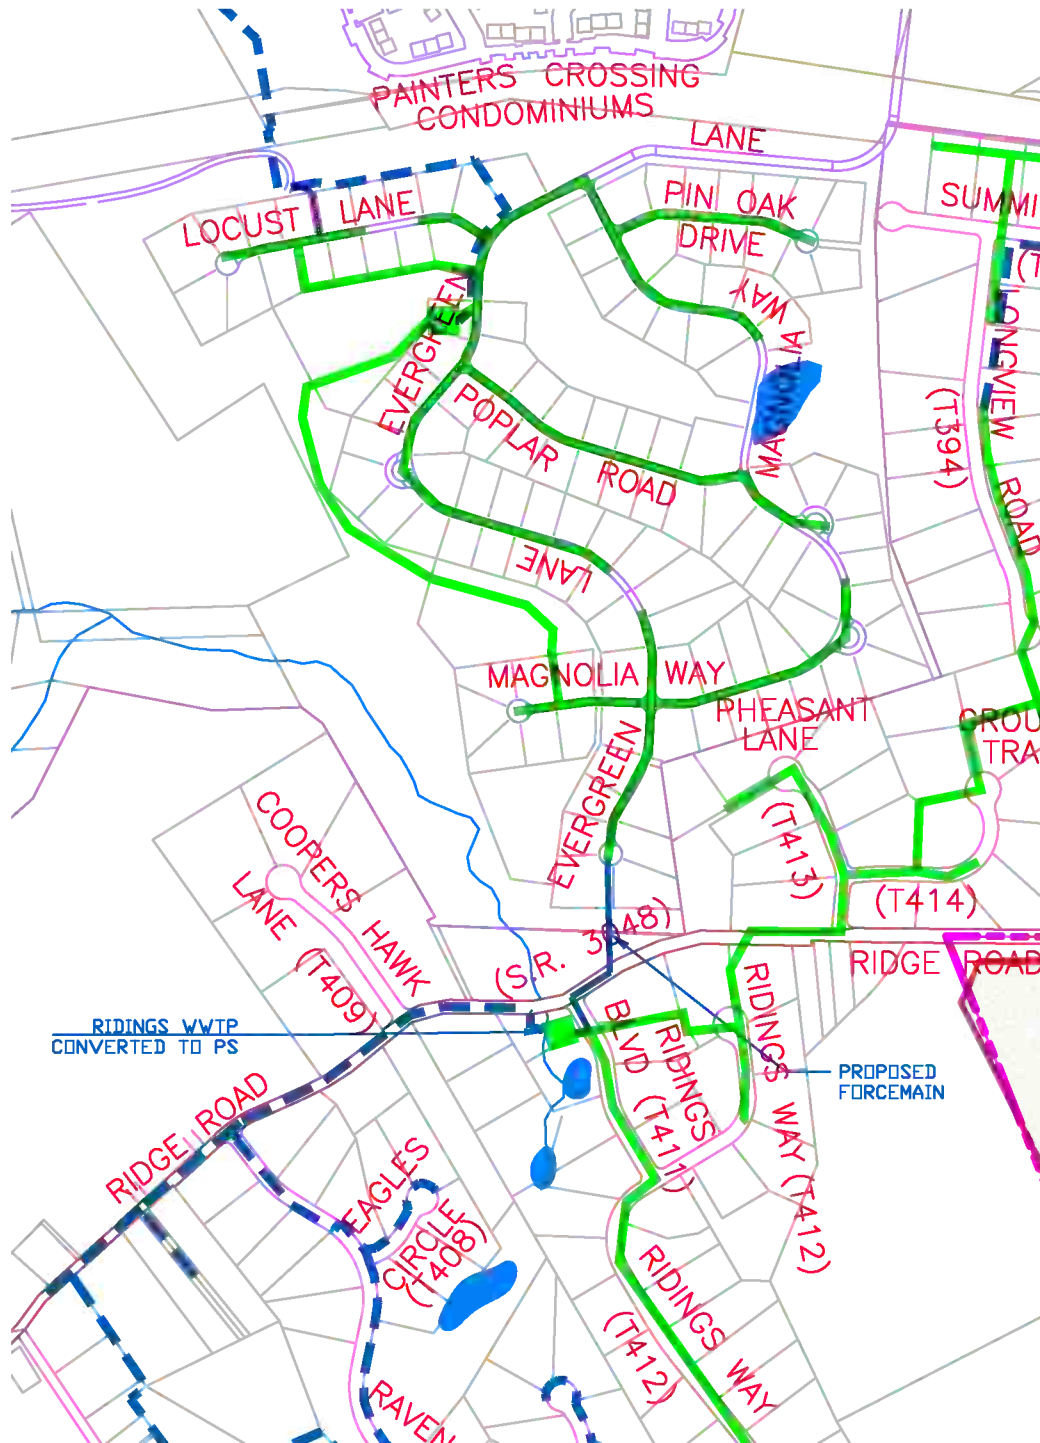 PAINTERS CROSSING
CONDOMINIUMS
LANE
LOCUST LANE
PIN OAK
DRIVE
SUMMI
(T
MAGNOLIA WAY
LONGVIEW ROAD
(T394)
EVERGREEN
LANE
POPLAR ROAD
MAGNOLIA WAY
PHEASANT
LANE
GROU
TRA
EVERGREEN
COOPERS HAWK
LANE (T409)
(T413)
(T414)
(S.R. 3048)
RIDGE ROAD
RIDINGS WWTP
CONVERTED TO PS
BLVD (T411)
RIDINGS
RIDINGS WAY (T412)
PROPOSED
FORCEMAIN
RIDGE ROAD
EAGLES
CIRCLE
(T408)
RIDINGS WAY
(T412)
RAVEN